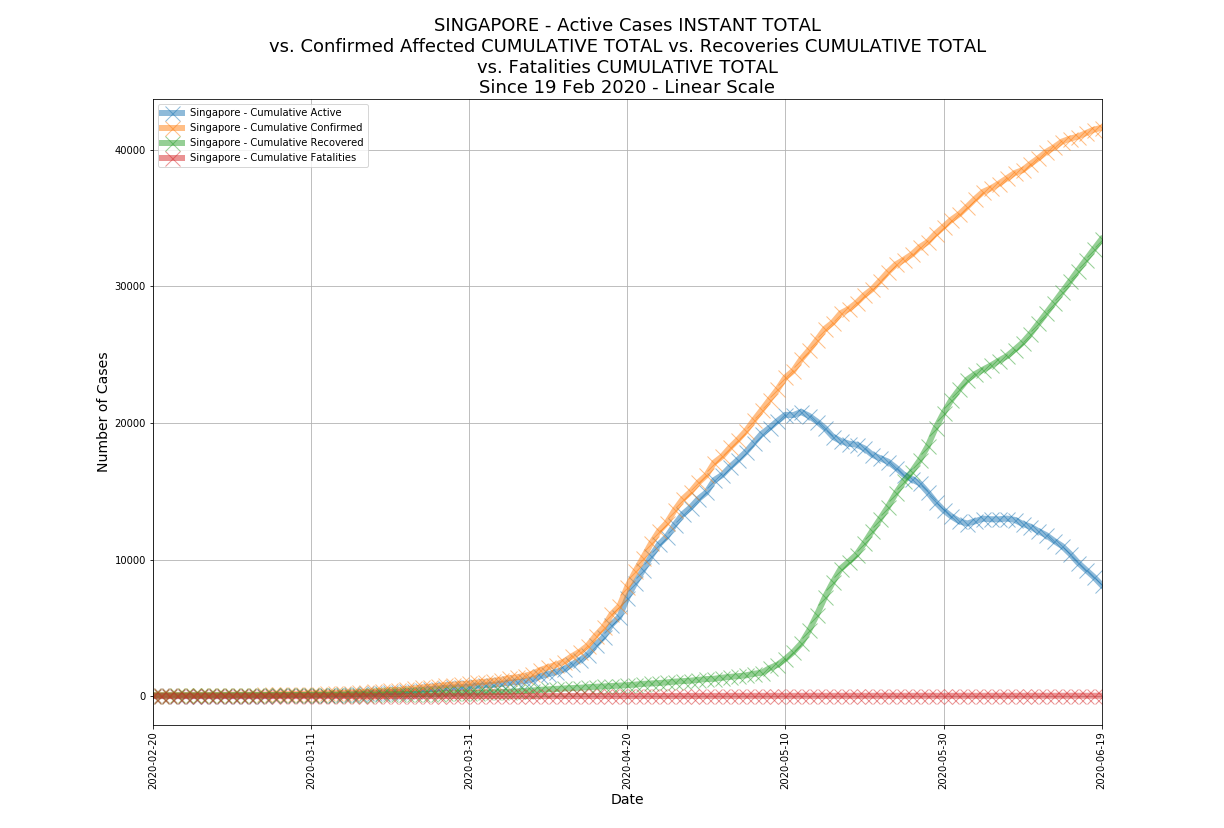 SINGAPORE - Active Cases INSTANT TOTAL
vs. Confirmed Affected CUMULATIVE TOTAL vs. Recoveries CUMULATIVE TOTAL
vs. Fatalities CUMULATIVE TOTAL
Since 19 Feb 2020 - Linear Scale
Singapore - Cumulative Active
Singapore - Cumulative Confirmed
Singapore - Cumulative Recovered
Singapore - Cumulative Fatalities
Number of Cases
40000
30000
20000
10000
0
2020-02-20
2020-03-11
2020-03-31
2020-04-20
2020-05-10
2020-05-30
2020-06-19
Date